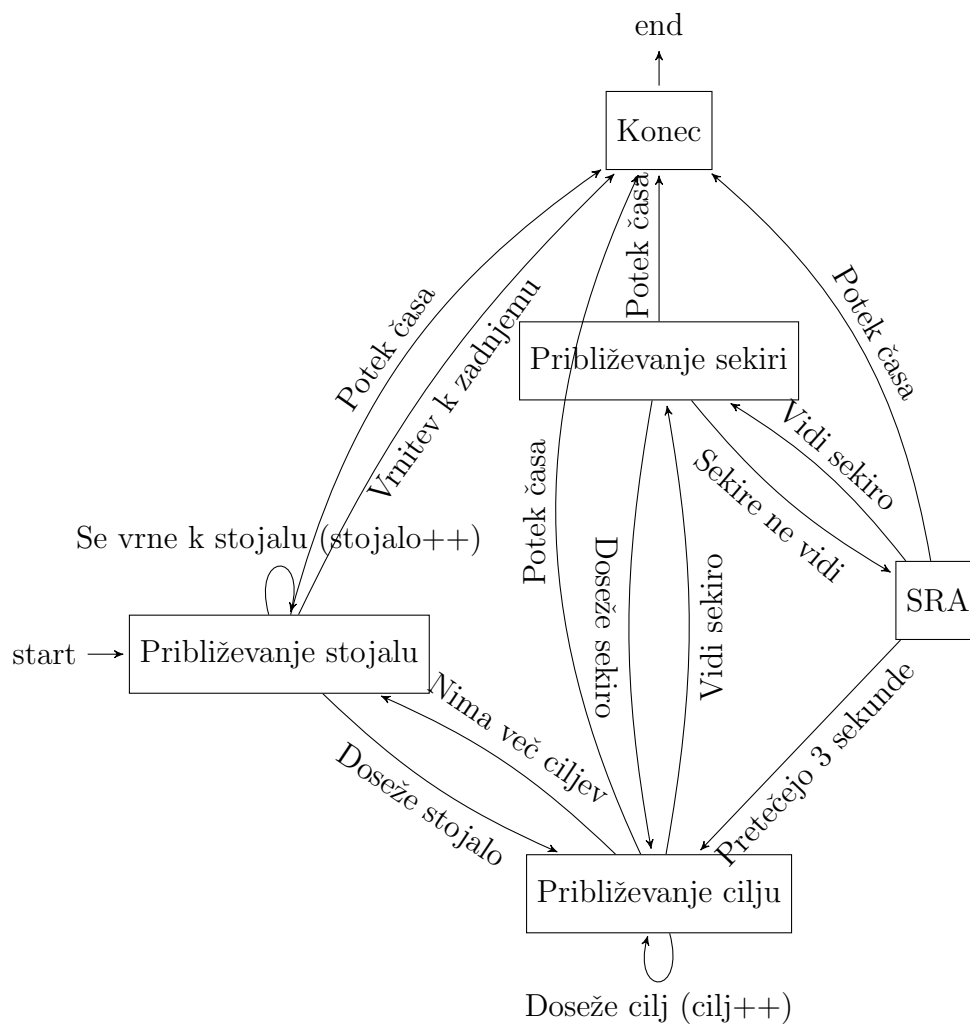 end
Konec
Potek časa
Potek časa
Vrnitev k zadnjemu
Potek časa
Približevanje sekiri
Potek časa
Vidi sekiro
Sekire ne vidi
Se vrne k stojalu (stojalo++)
SRA
start
Približevanje stojalu
Doseže sekiro
Vidi sekiro
Nima več ciljev
Doseže stojalo
Pretečejo 3 sekunde
Približevanje cilju
Doseže cilj (cilj++)